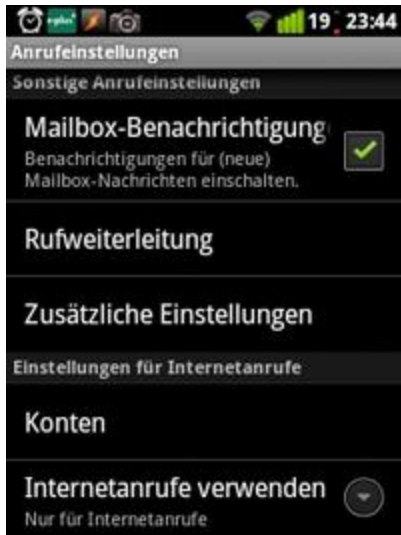 e-plus 19 23:44
Anrufeinstellungen
Sonstige Anrufeinstellungen
Mailbox-Benachrichtigung
Benachrichtigungen für (neue)
Mailbox-Nachrichten einschalten.
Rufweiterleitung
Zusätzliche Einstellungen
Einstellungen für Internetanrufe
Konten
Internetanrufe verwenden
Nur für Internetanrufe